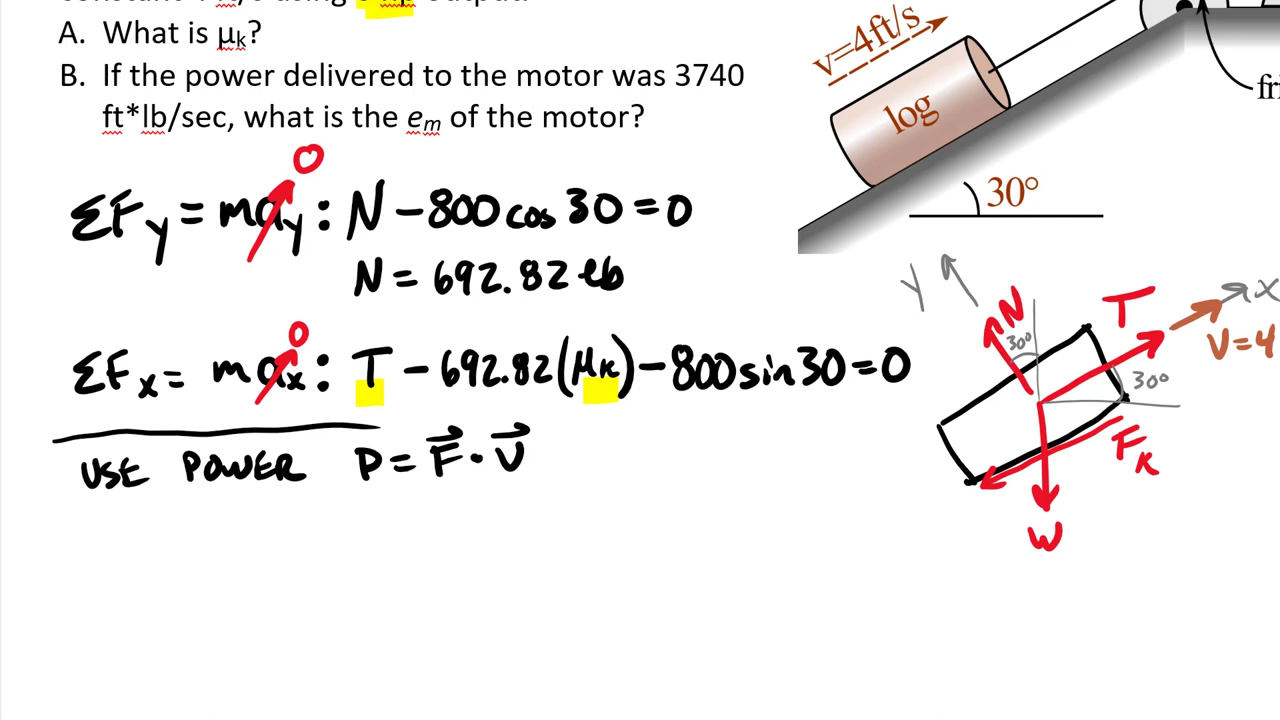 A. What is μk?
B. If the power delivered to the motor was 3740
ft*lb/sec, what is the em of the motor?
v=4ft/s
log
30°
ΣFy = may : N − 800 cos 30 = 0
0
N = 692.82 lb
ΣFx = max : T − 692.82(μk) − 800 sin 30 = 0
0
USE POWER P = F · V
Y
N
30°
T
X
V=4
30°
Fk
W